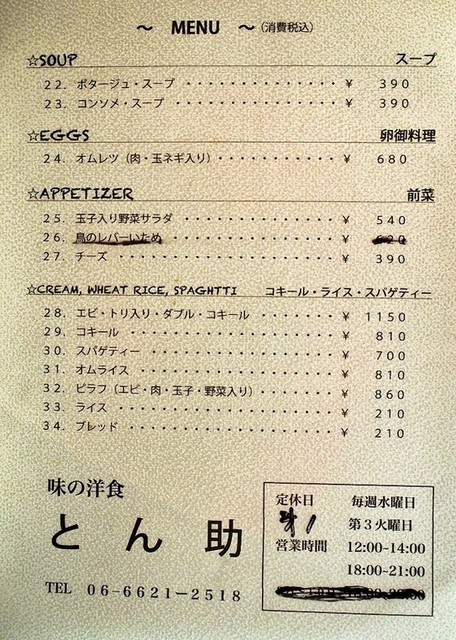 ～ MENU ～(消費税込)
☆SOUP スープ
22. ポタージュ・スープ ・・・・・・・・・・・・・ ￥ 390
23. コンソメ・スープ ・・・・・・・・・・・・・・ ￥ 390
☆EGGS 卵御料理
24. オムレツ（肉・玉ネギ入り）・・・・・・・・・・・ ￥ 680
☆APPETIZER 前菜
25. 玉子入り野菜サラダ ・・・・・・・・・・・・・ ￥ 540
26. 鳥のレバーいため ・・・・・・・・・・・・・・ ￥ 620
27. チーズ ・・・・・・・・・・・・・・・・・・・ ￥ 390
☆CREAM, WHEAT RICE, SPAGHTTI コキール・ライス・スパゲティー
28. エビ・トリ入り・ダブル・コキール ・・・・・・・ ￥ 1150
29. コキール ・・・・・・・・・・・・・・・・・・ ￥ 810
30. スパゲティー ・・・・・・・・・・・・・・・・ ￥ 700
31. オムライス ・・・・・・・・・・・・・・・・・ ￥ 810
32. ピラフ（エビ・肉・玉子・野菜入り）・・・・・・・ ￥ 860
33. ライス ・・・・・・・・・・・・・・・・・・・ ￥ 210
34. ブレッド ・・・・・・・・・・・・・・・・・・ ￥ 210
味の洋食
とん助
TEL 06-6621-2518
定休日 毎週水曜日
第1 第3火曜日
営業時間 12:00-14:00
18:00-21:00